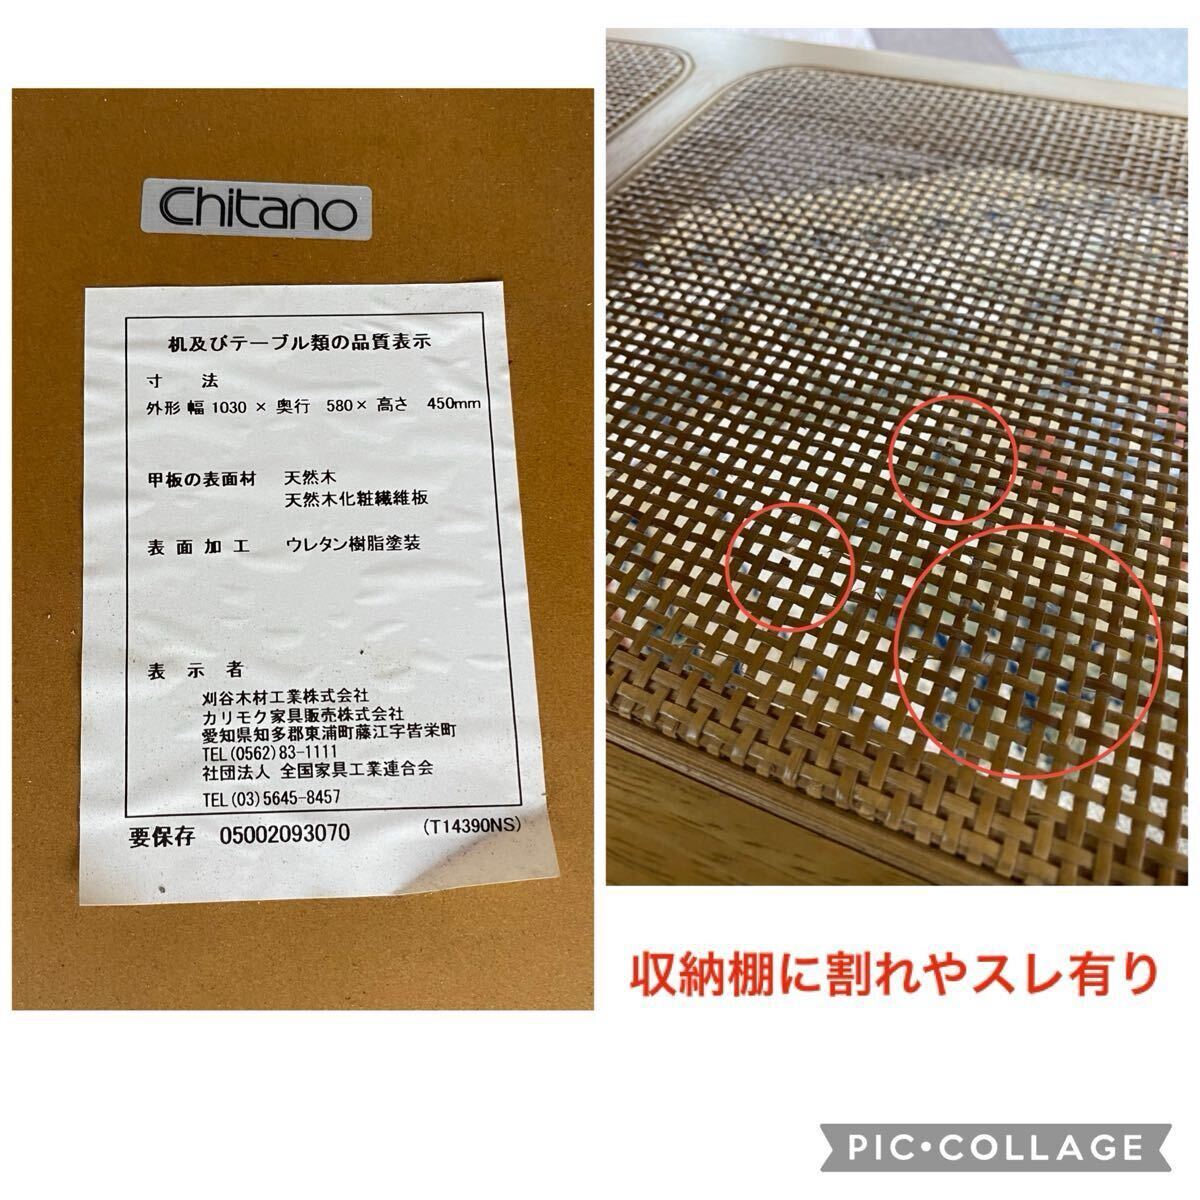 Chitano
机及びテーブル類の品質表示
寸 法
外形 幅 1030 × 奥行 580× 高さ 450mm
甲板の表面材 天然木
天然木化粧繊維板
表面加工 ウレタン樹脂塗装
表 示 者
刈谷木材工業株式会社
カリモク家具販売株式会社
愛知県知多郡東浦町藤江字皆栄町
TEL(0562)83-1111
社団法人 全国家具工業連合会
TEL(03)5645-8457
要保存 05002093070 (T14390NS)
収納棚に割れやスレ有り
PIC•COLLAGE